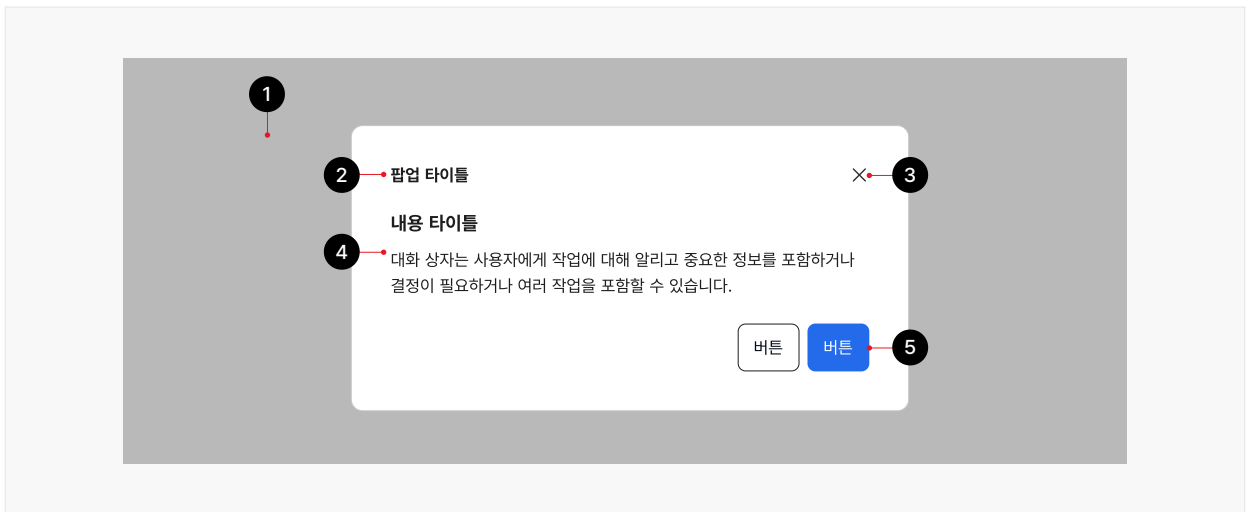 1
2 팝업 타이틀 3
내용 타이틀
4 대화 상자는 사용자에게 작업에 대해 알리고 중요한 정보를 포함하거나
결정이 필요하거나 여러 작업을 포함할 수 있습니다.
버튼 버튼 5